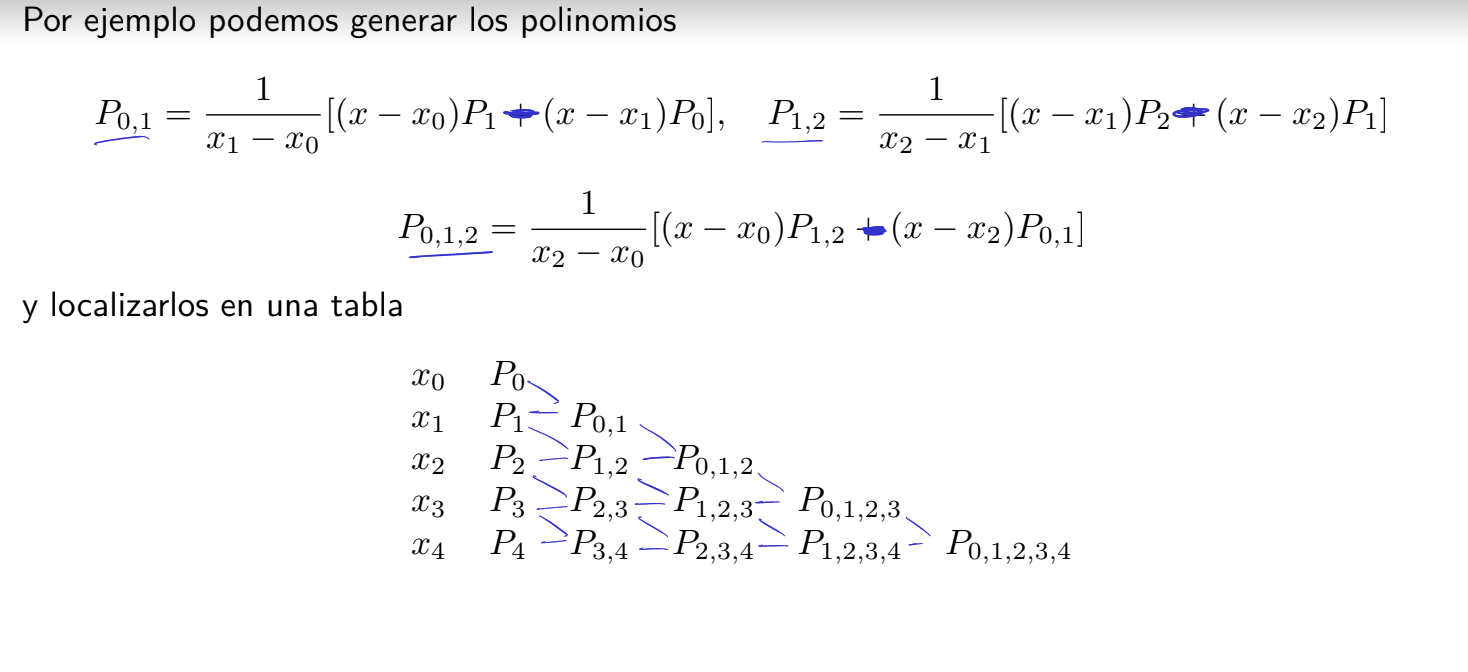 Por ejemplo podemos generar los polinomios
P_{0,1} = \frac{1}{x_1 - x_0}[(x - x_0)P_1 - (x - x_1)P_0], P_{1,2} = \frac{1}{x_2 - x_1}[(x - x_1)P_2 - (x - x_2)P_1]
P_{0,1,2} = \frac{1}{x_2 - x_0}[(x - x_0)P_{1,2} - (x - x_2)P_{0,1}]
y localizarlos en una tabla
x_0 P_0
x_1 P_1 P_{0,1}
x_2 P_2 P_{1,2} P_{0,1,2}
x_3 P_3 P_{2,3} P_{1,2,3} P_{0,1,2,3}
x_4 P_4 P_{3,4} P_{2,3,4} P_{1,2,3,4} P_{0,1,2,3,4}